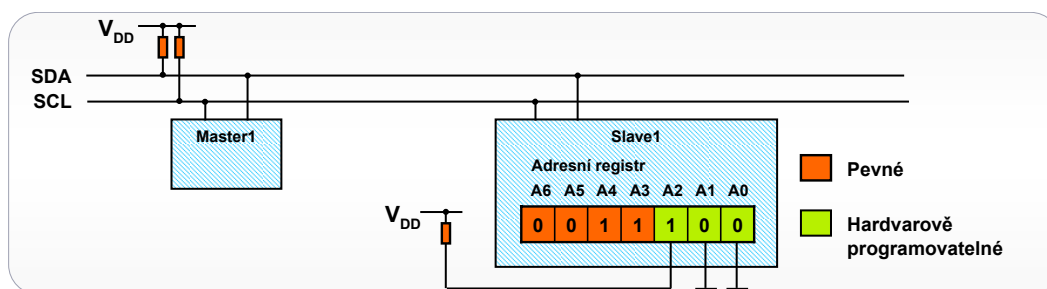 VDD
SDA
SCL
Master1
Slave1
Adresní registr
A6 A5 A4 A3 A2 A1 A0
0 0 1 1 1 0 0
VDD
Pevné
Hardvarově
programovatelné